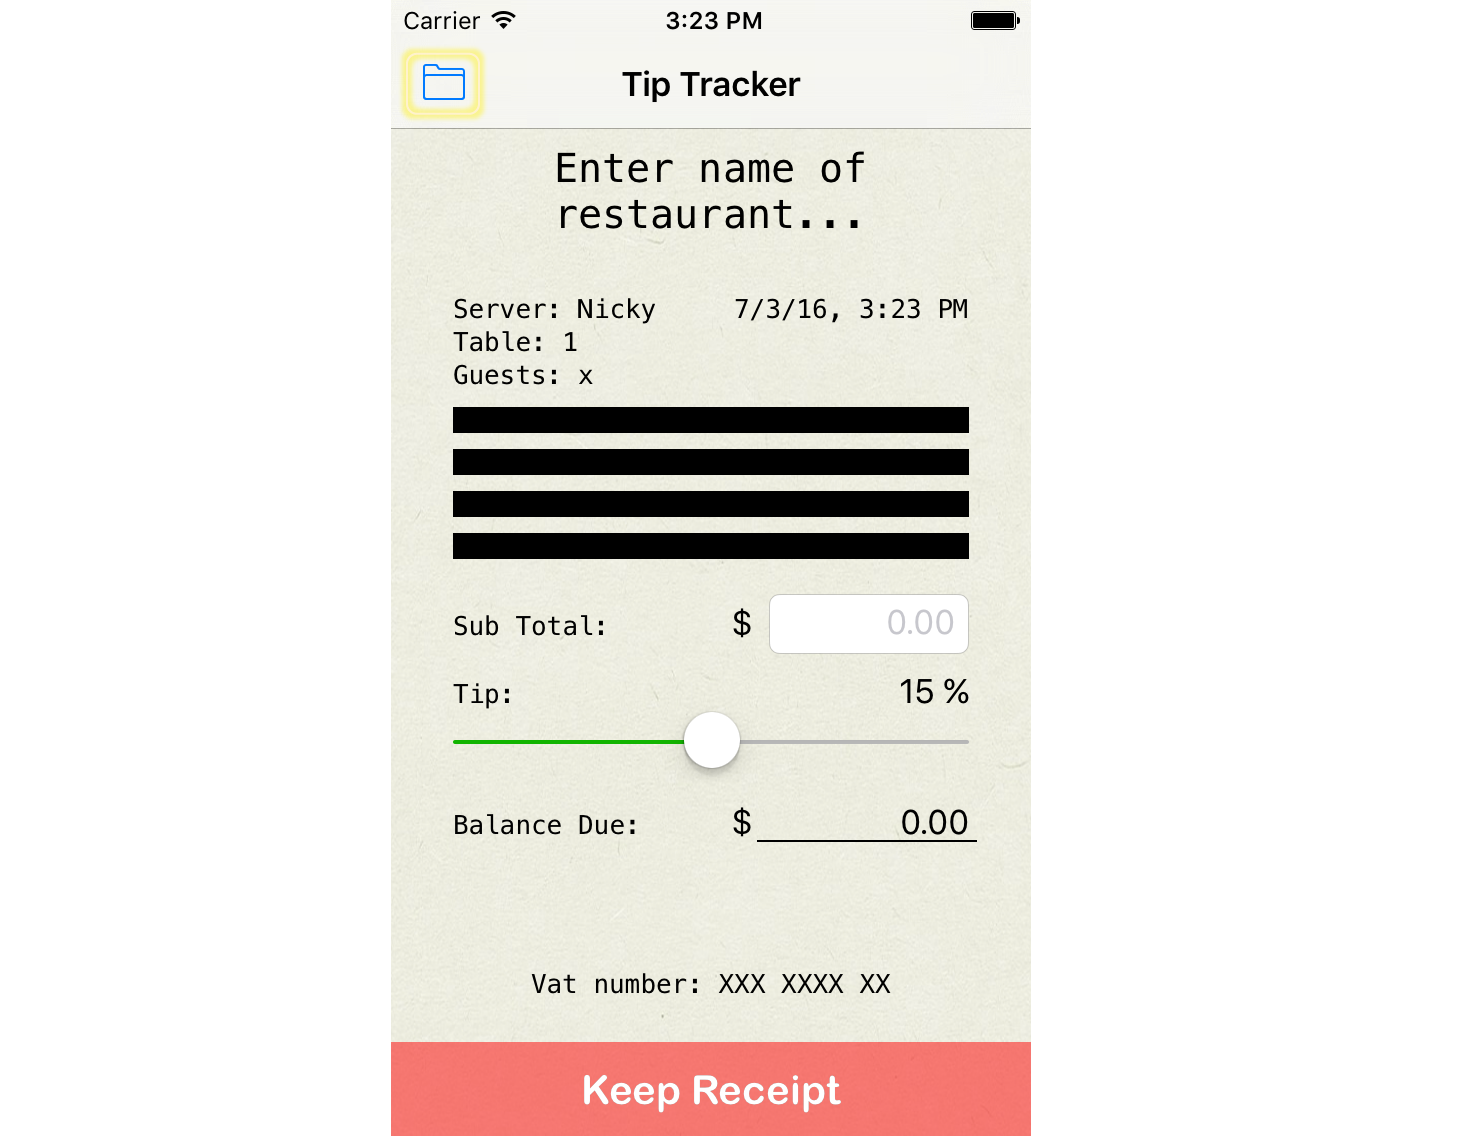 Carrier 3:23 PM
Tip Tracker
Enter name of
restaurant...
Server: Nicky 7/3/16, 3:23 PM
Table: 1
Guests: x
Sub Total: $ 0.00
Tip: 15 %
Balance Due: $ 0.00
Vat number: XXX XXXX XX
Keep Receipt